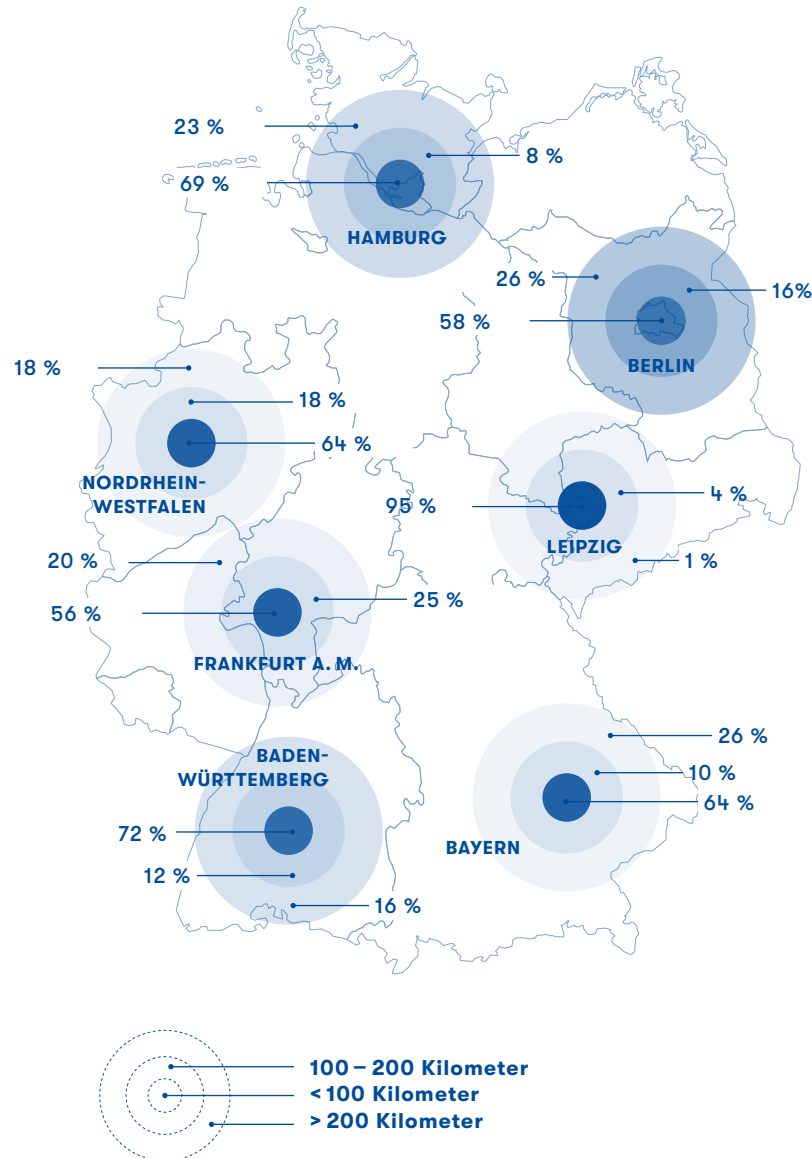 23 %
8 %
69 %
HAMBURG
26 %
16%
58 %
BERLIN
18 %
18 %
64 %
NORDRHEIN-
WESTFALEN
95 %
4 %
LEIPZIG
1 %
20 %
56 %
25 %
FRANKFURT A. M.
BADEN-
WÜRTTEMBERG
72 %
12 %
16 %
26 %
10 %
64 %
BAYERN
100 – 200 Kilometer
< 100 Kilometer
> 200 Kilometer